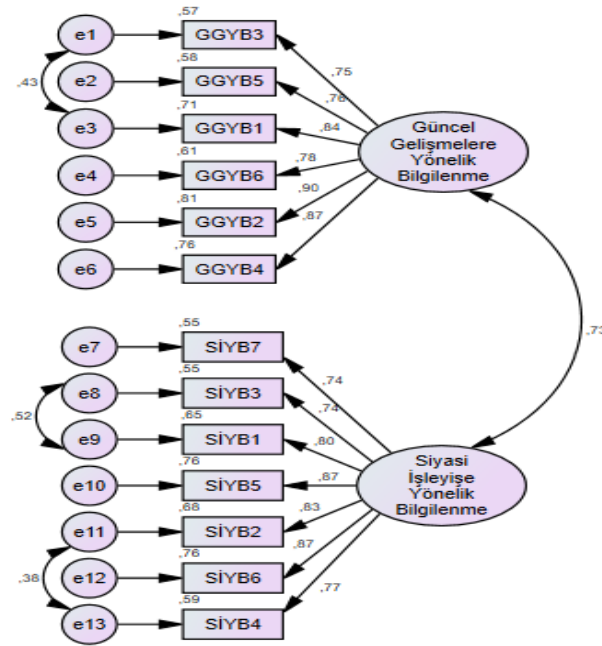 ,57
e1
GGYB3
,75
,58
e2
GGYB5
,76
,43
,71
e3
GGYB1
,84
Güncel
Gelişmelere
Yönelik
Bilgilenme
,61
e4
GGYB6
,78
,81
e5
GGYB2
,90
,76
e6
GGYB4
,87
,73
,55
e7
SİYB7
,74
,55
e8
SİYB3
,74
,52
,65
e9
SİYB1
,80
Siyasi
İşleyişe
Yönelik
Bilgilenme
,76
e10
SİYB5
,87
,68
e11
SİYB2
,83
,76
e12
SİYB6
,87
,38
,59
e13
SİYB4
,77